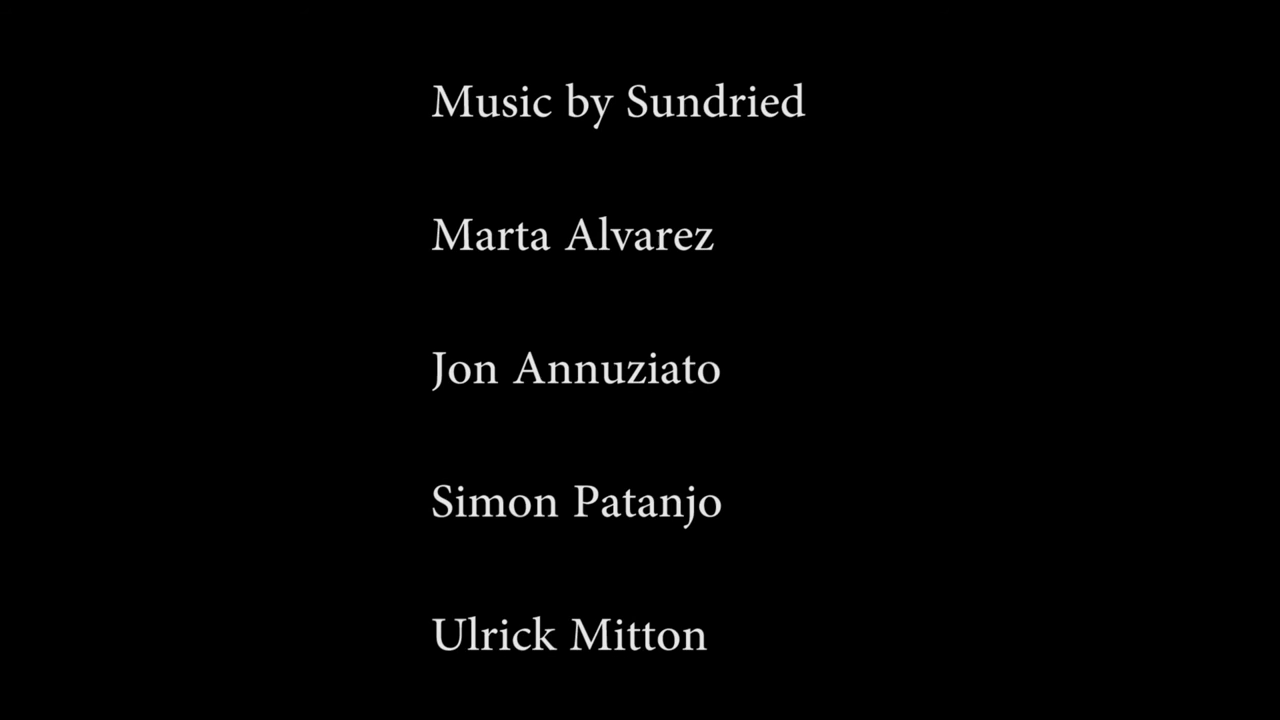 Music by Sundried
Marta Alvarez
Jon Annuziato
Simon Patanjo
Ulrick Mitton